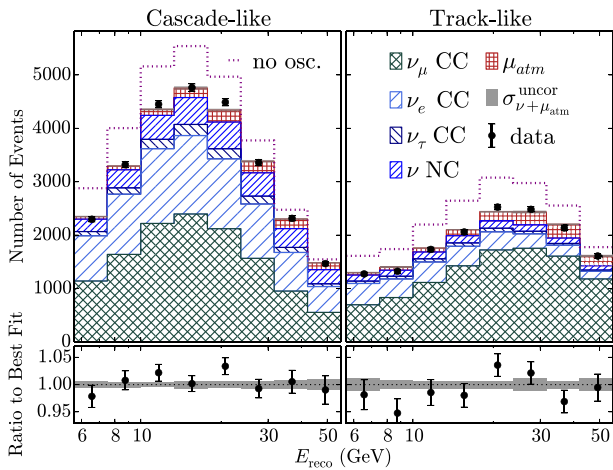 Cascade-like
Track-like
no osc.
ν_μ CC
ν_e CC
ν_τ CC
ν NC
μ_atm
σ^uncor_ν+μ_atm
data
Number of Events
5000
4000
3000
2000
1000
0
Ratio to Best Fit
1.05
1.00
0.95
6 8 10 30 50
6 8 10 30 50
E_reco (GeV)